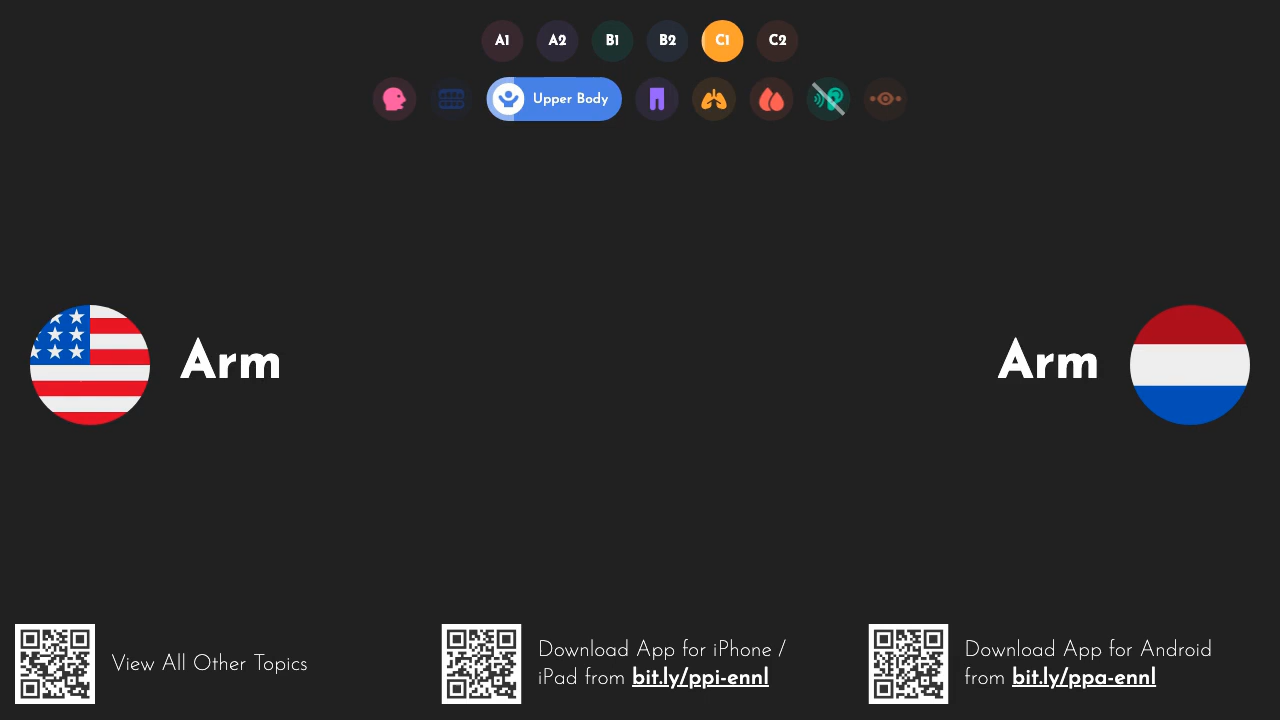 A1 A2 B1 B2 C1 C2
Upper Body
Arm
Arm
View All Other Topics
Download App for iPhone /
iPad from bit.ly/ppi-ennl
Download App for Android
from bit.ly/ppa-ennl